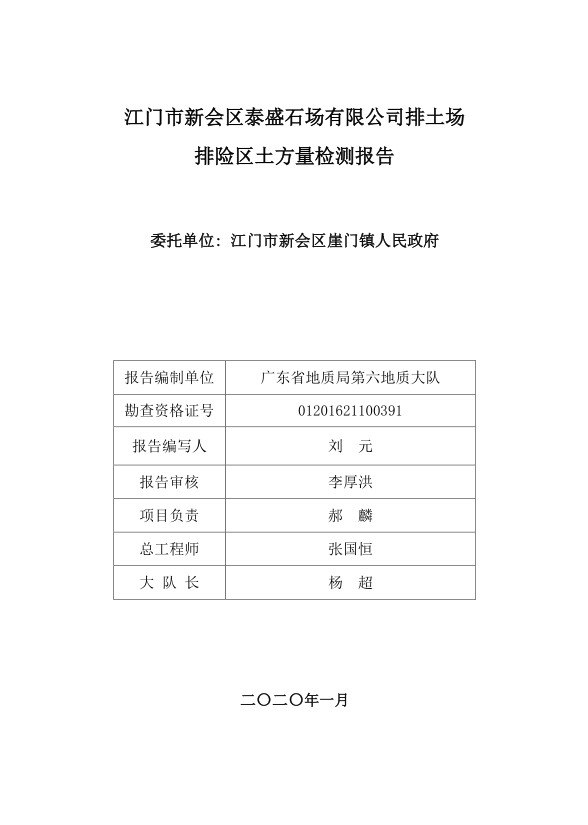 江门市新会区泰盛石场有限公司排土场
排险区土方量检测报告
委托单位：江门市新会区崖门镇人民政府
报告编制单位 广东省地质局第六地质大队
勘查资格证号 01201621100391
报告编写人 刘 元
报告审核 李厚洪
项目负责 郝 麟
总工程师 张国恒
大 队 长 杨 超
二〇二〇年一月